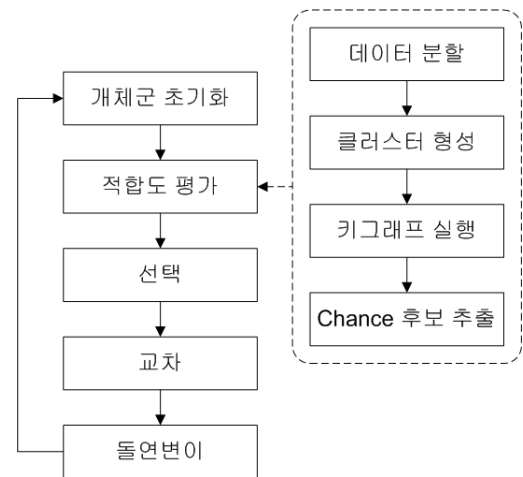 개체군 초기화
적합도 평가
선택
교차
돌연변이
데이터 분할
클러스터 형성
키그래프 실행
Chance 후보 추출